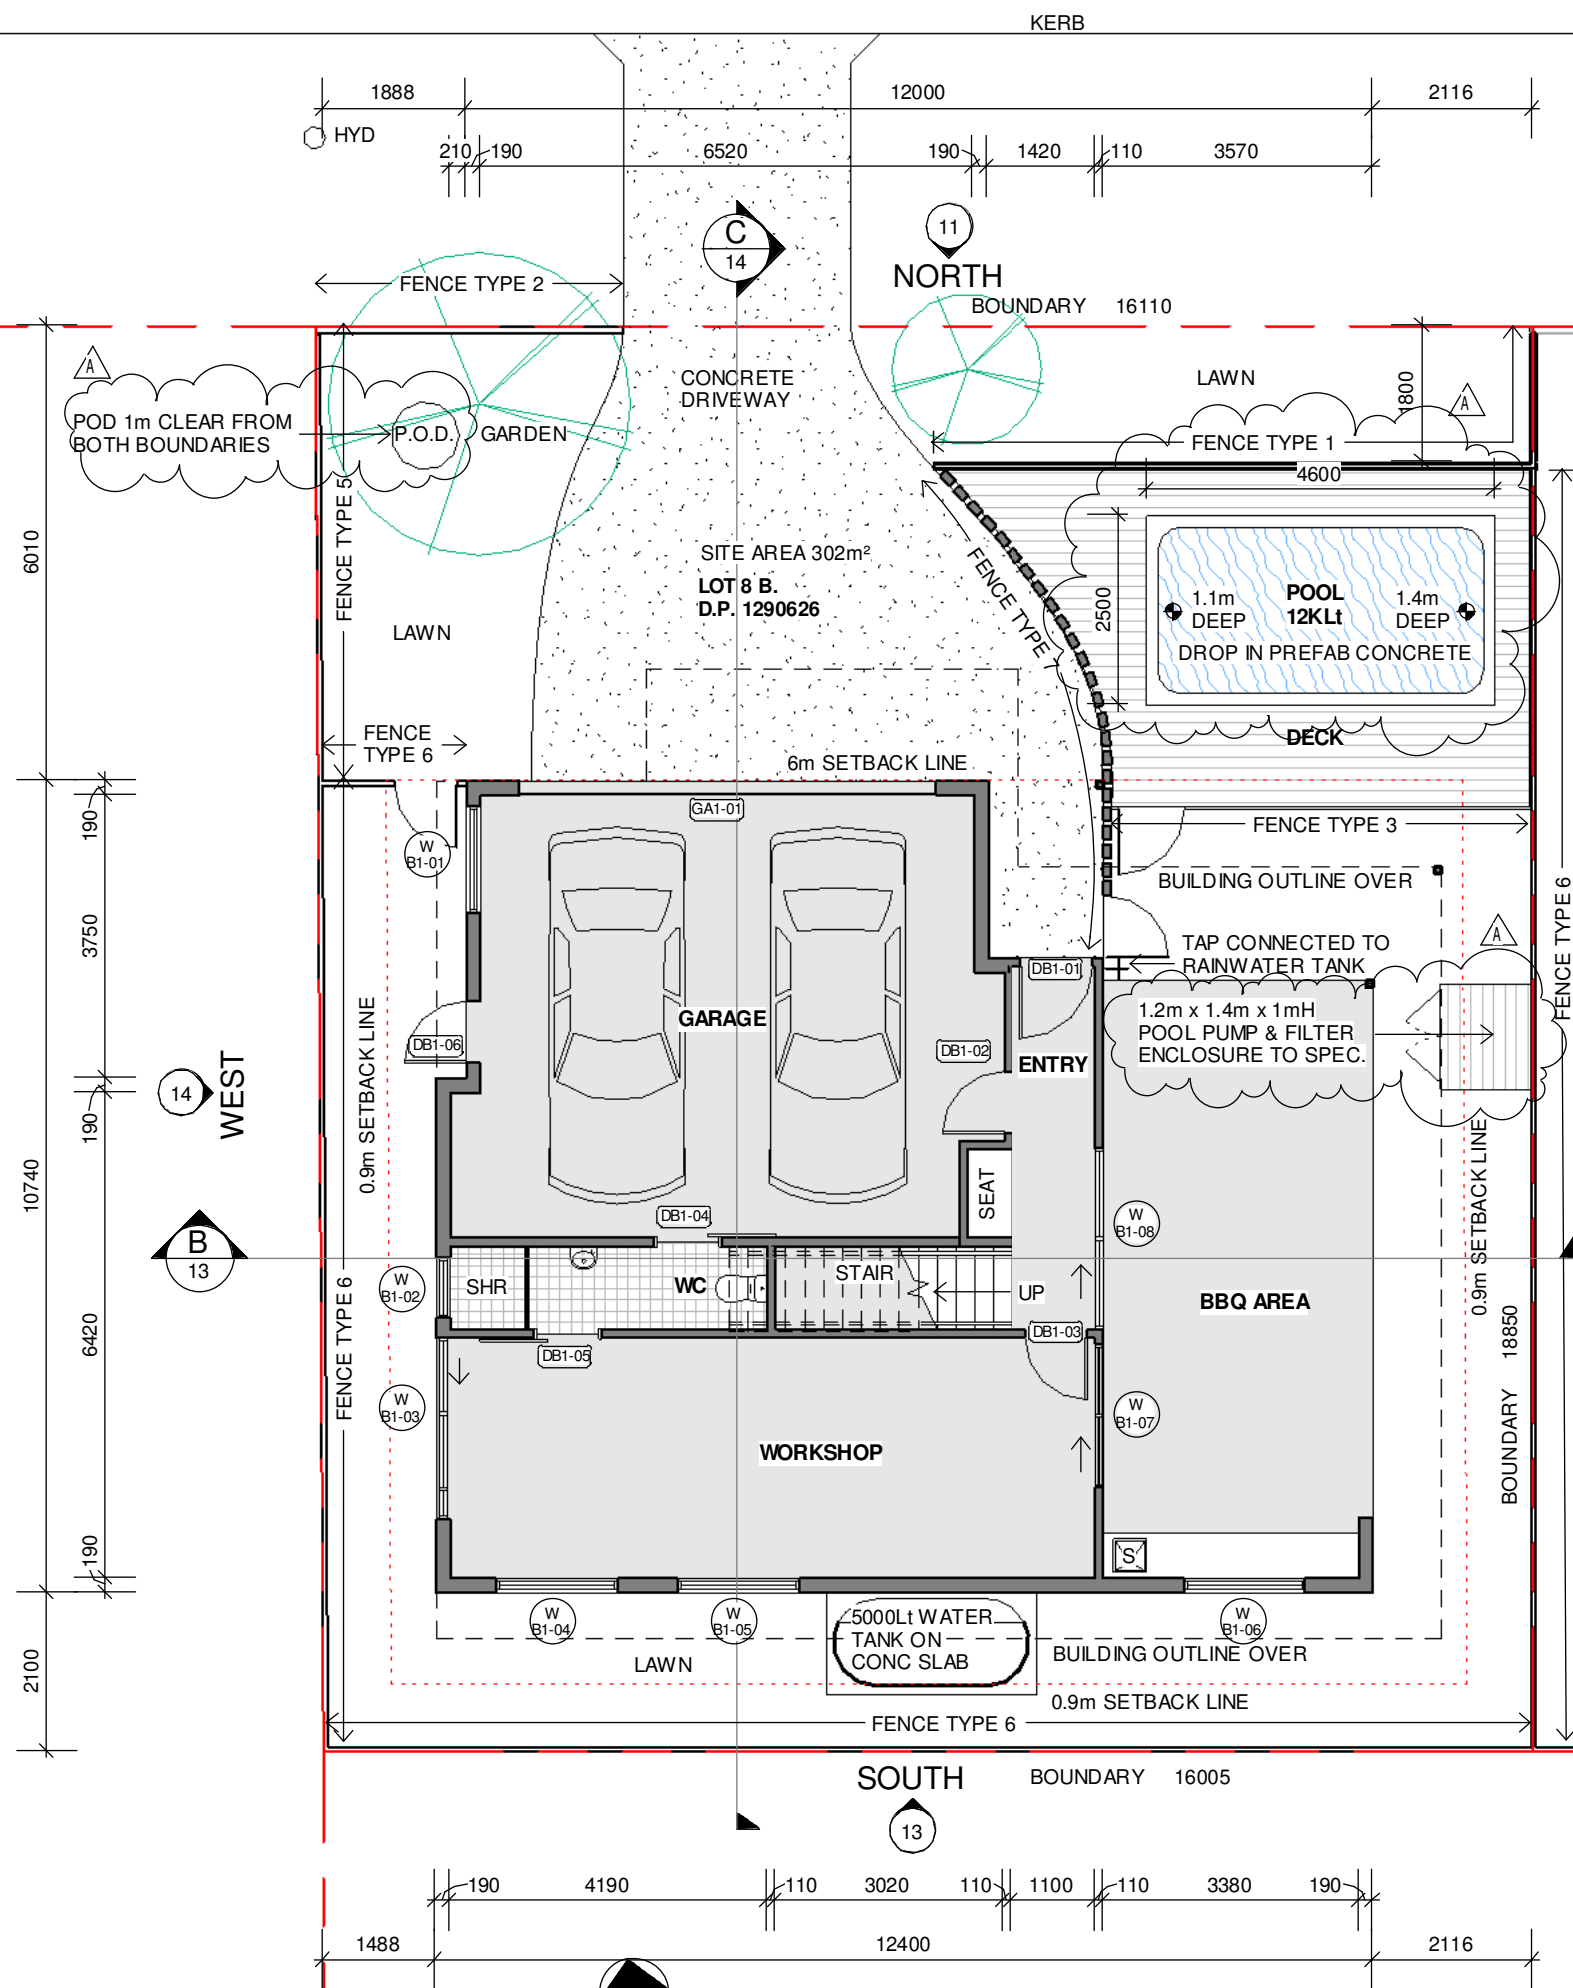 KERB
1888
12000
2116
HYD
210
190
6520
190
1420
110
3570
C
14
11
NORTH
FENCE TYPE 2
BOUNDARY 16110
A
POD 1m CLEAR FROM
BOTH BOUNDARIES
P.O.D.
GARDEN
CONCRETE
DRIVEWAY
LAWN
1800
A
FENCE TYPE 1
4600
FENCE TYPE 5
6010
SITE AREA 302m²
LOT 8 B.
D.P. 1290626
FENCE TYPE 7
2500
1.1m
DEEP
POOL
12KLt
1.4m
DEEP
DROP IN PREFAB CONCRETE
LAWN
FENCE
TYPE 6
6m SETBACK LINE
DECK
GA1-01
FENCE TYPE 3
190
W
B1-01
BUILDING OUTLINE OVER
3750
FENCE TYPE 6
A
TAP CONNECTED TO
RAINWATER TANK
DB1-01
1.2m x 1.4m x 1mH
POOL PUMP & FILTER
ENCLOSURE TO SPEC.
GARAGE
DB1-06
DB1-02
ENTRY
0.9m SETBACK LINE
14
WEST
190
10740
SEAT
DB1-04
W
B1-08
0.9m SETBACK LINE
B
13
W
B1-02
SHR
WC
STAIR
UP
BBQ AREA
6420
FENCE TYPE 6
DB1-03
DB1-05
W
B1-03
W
B1-07
BOUNDARY 18850
WORKSHOP
190
S
W
B1-04
W
B1-05
5000Lt WATER
TANK ON
CONC SLAB
W
B1-06
BUILDING OUTLINE OVER
LAWN
2100
0.9m SETBACK LINE
FENCE TYPE 6
SOUTH
BOUNDARY 16005
13
190
4190
110
3020
110
1100
110
3380
190
1488
12400
2116